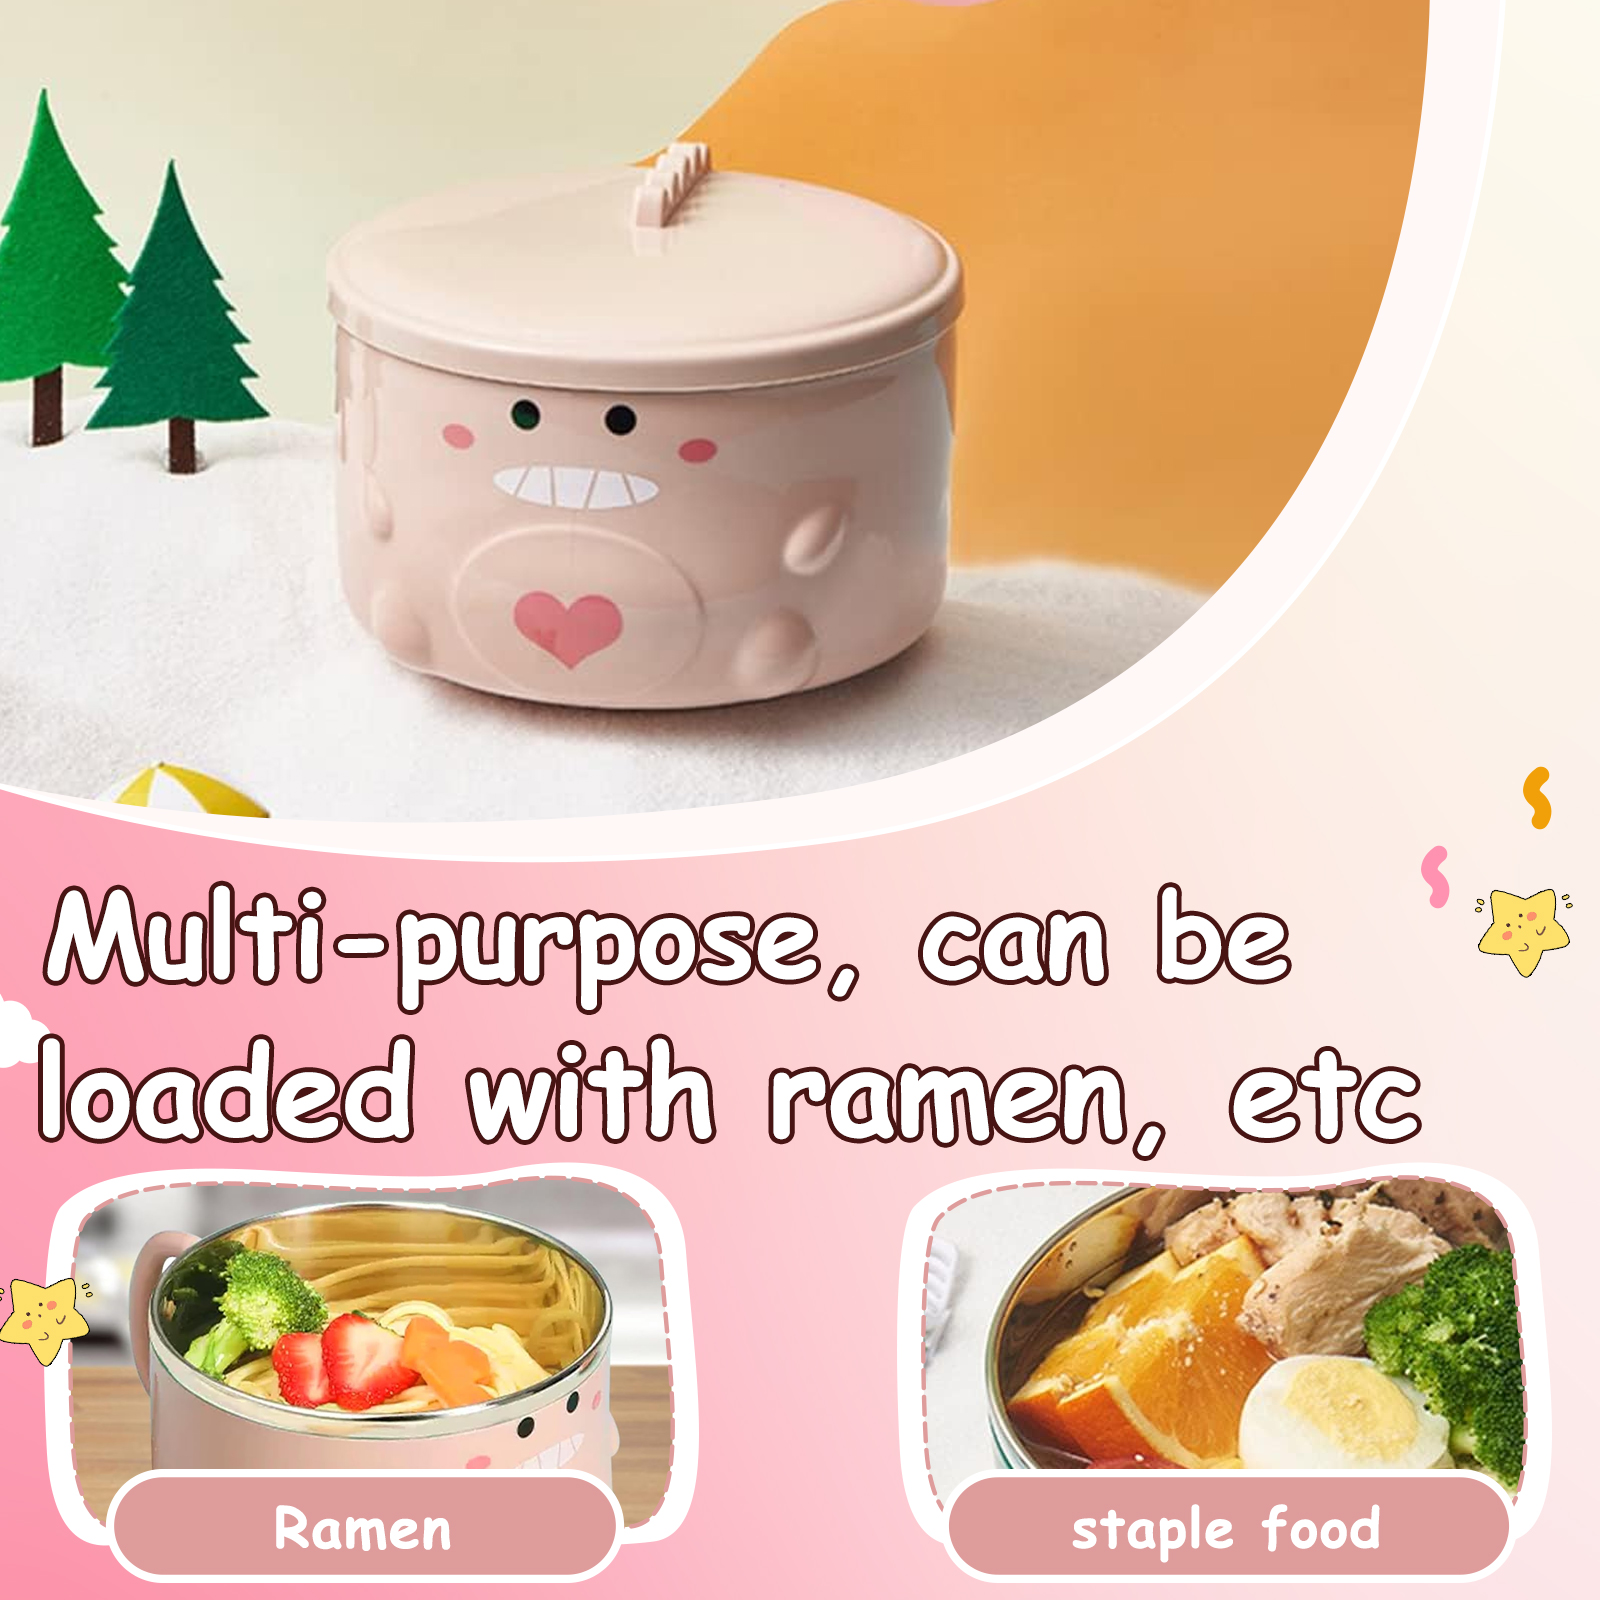 Multi-purpose, can be
loaded with ramen, etc
Ramen
staple food